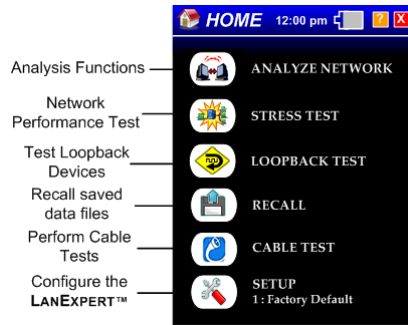 HOME 12:00 pm ? X
Analysis Functions
ANALYZE NETWORK
Network
Performance Test
STRESS TEST
Test Loopback
Devices
LOOPBACK TEST
Recall saved
data files
RECALL
Perform Cable
Tests
CABLE TEST
Configure the
LANEXPERT™
SETUP
1 : Factory Default